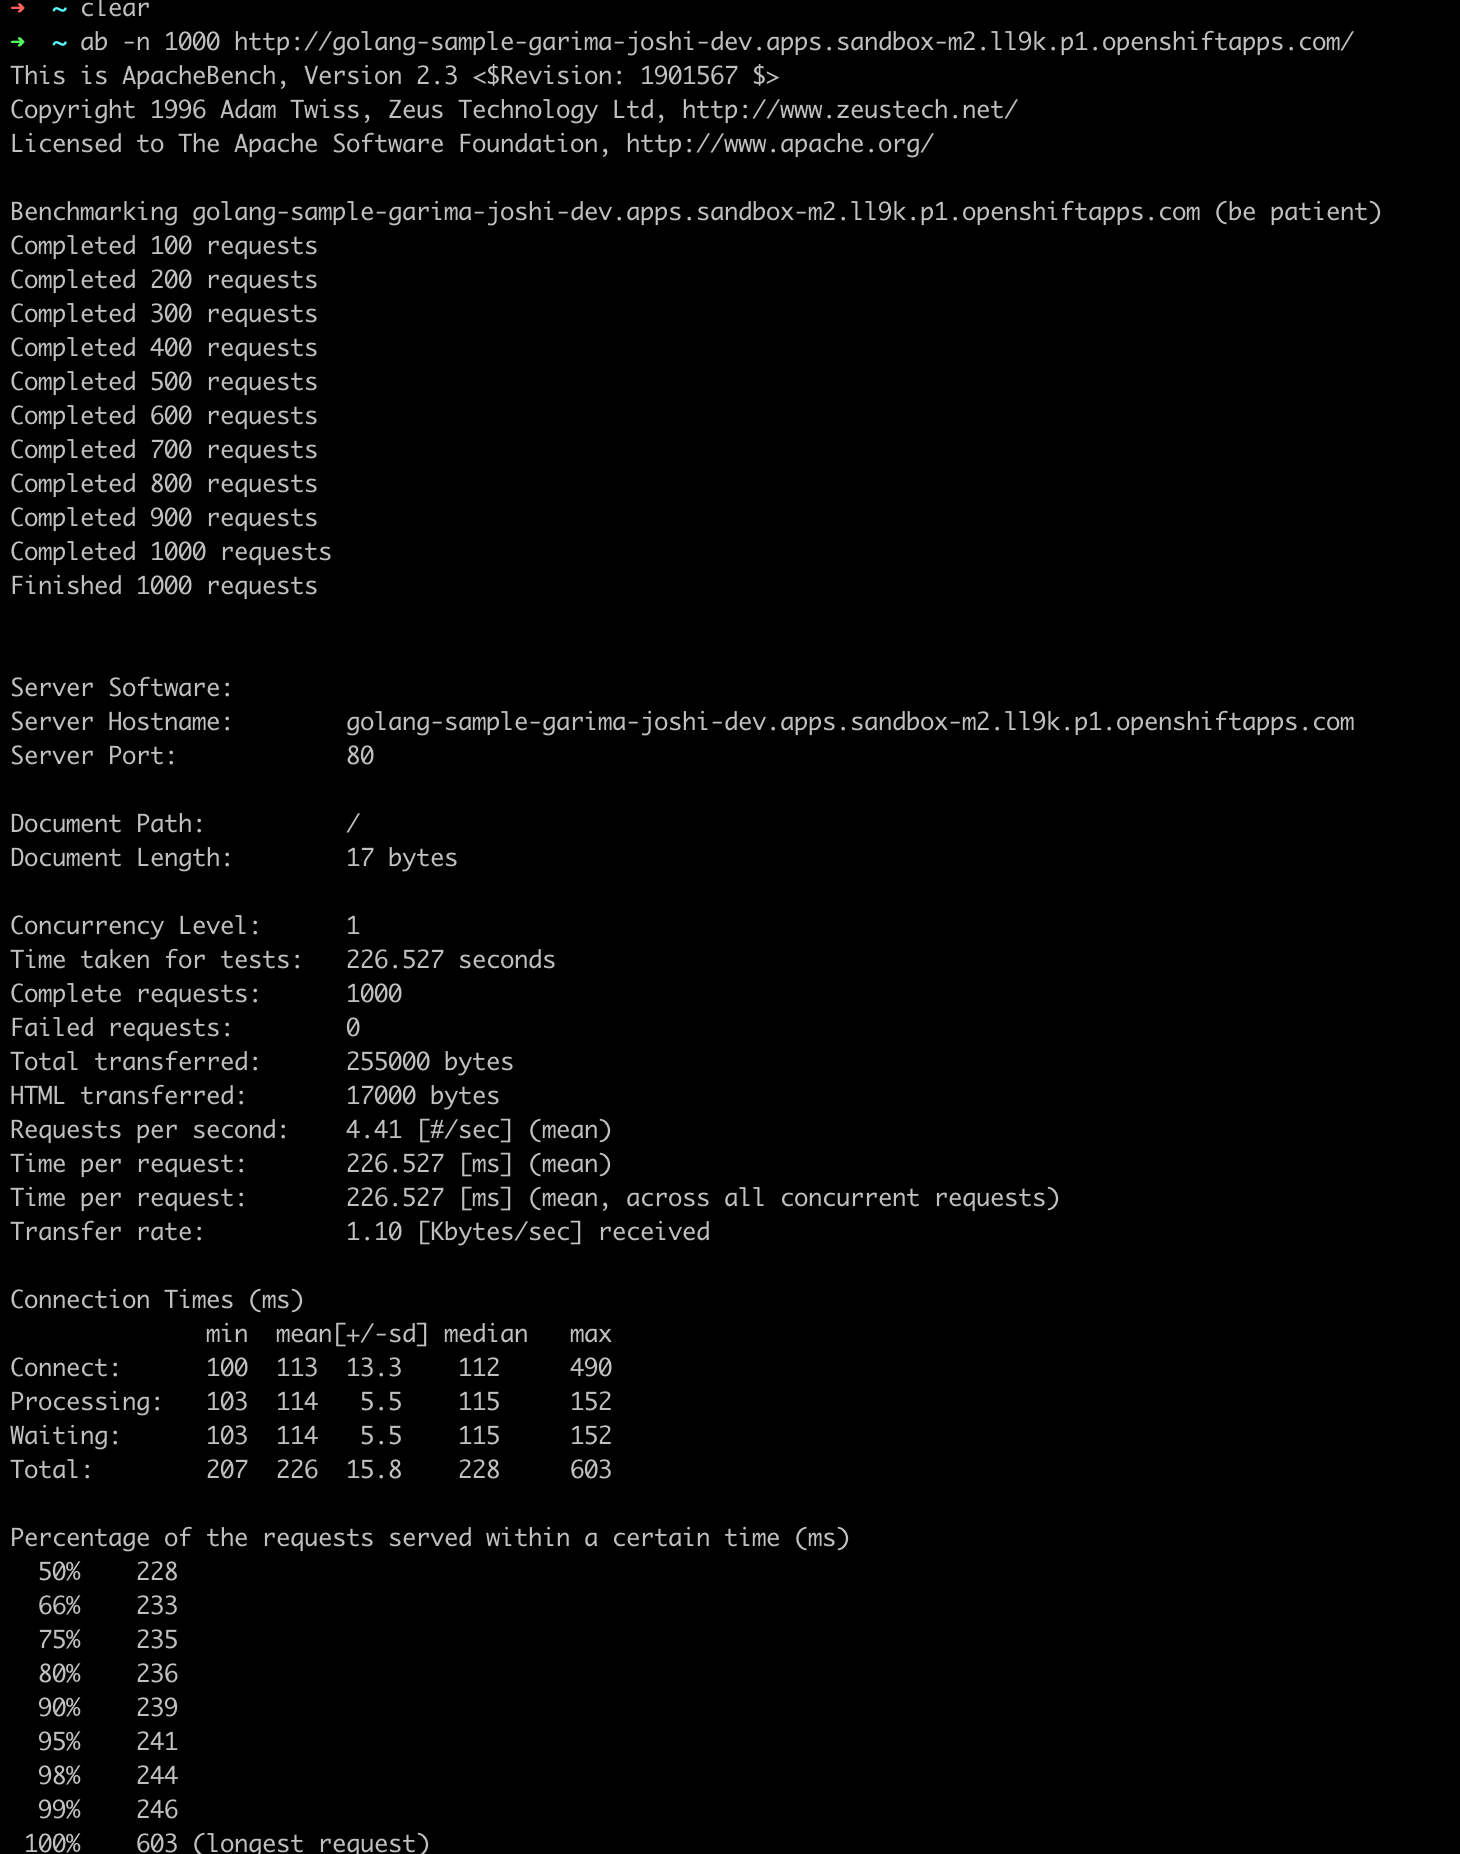 ➜  ~ clear
➜  ~ ab -n 1000 http://golang-sample-garima-joshi-dev.apps.sandbox-m2.ll9k.p1.openshiftapps.com/
This is ApacheBench, Version 2.3 <$Revision: 1901567 $>
Copyright 1996 Adam Twiss, Zeus Technology Ltd, http://www.zeustech.net/
Licensed to The Apache Software Foundation, http://www.apache.org/

Benchmarking golang-sample-garima-joshi-dev.apps.sandbox-m2.ll9k.p1.openshiftapps.com (be patient)
Completed 100 requests
Completed 200 requests
Completed 300 requests
Completed 400 requests
Completed 500 requests
Completed 600 requests
Completed 700 requests
Completed 800 requests
Completed 900 requests
Completed 1000 requests
Finished 1000 requests

Server Software:
Server Hostname:        golang-sample-garima-joshi-dev.apps.sandbox-m2.ll9k.p1.openshiftapps.com
Server Port:            80

Document Path:          /
Document Length:        17 bytes

Concurrency Level:      1
Time taken for tests:   226.527 seconds
Complete requests:      1000
Failed requests:        0
Total transferred:      255000 bytes
HTML transferred:       17000 bytes
Requests per second:    4.41 [#/sec] (mean)
Time per request:       226.527 [ms] (mean)
Time per request:       226.527 [ms] (mean, across all concurrent requests)
Transfer rate:          1.10 [Kbytes/sec] received

Connection Times (ms)
              min  mean[+/-sd] median   max
Connect:      100  113  13.3    112     490
Processing:   103  114   5.5    115     152
Waiting:      103  114   5.5    115     152
Total:        207  226  15.8    228     603

Percentage of the requests served within a certain time (ms)
  50%    228
  66%    233
  75%    235
  80%    236
  90%    239
  95%    241
  98%    244
  99%    246
 100%    603 (longest request)